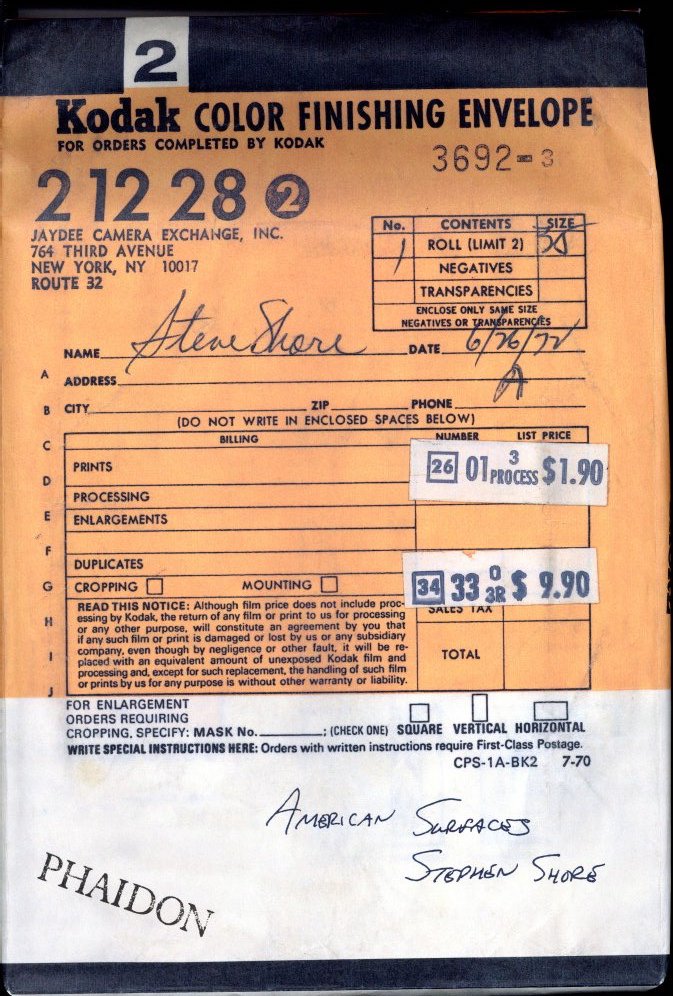 2
Kodak COLOR FINISHING ENVELOPE
FOR ORDERS COMPLETED BY KODAK
3692-3
2 12 28 2
JAYDEE CAMERA EXCHANGE, INC.
764 THIRD AVENUE
NEW YORK, NY 10017
ROUTE 32
No. CONTENTS SIZE
1 ROLL (LIMIT 2)
NEGATIVES
TRANSPARENCIES
ENCLOSE ONLY SAME SIZE
NEGATIVES OR TRANSPARENCIES
NAME Steve Shore DATE 6/26/72
A ADDRESS A
B CITY ZIP PHONE
(DO NOT WRITE IN ENCLOSED SPACES BELOW)
C BILLING NUMBER LIST PRICE
PRINTS 26 01 3 PROCESS $1.90
D PROCESSING
E ENLARGEMENTS
F DUPLICATES
G CROPPING MOUNTING 34 33 0 3R $ 9.90
SALES TAX
H READ THIS NOTICE: Although film price does not include proc-
essing by Kodak, the return of any film or print to us for processing
or any other purpose, will constitute an agreement by you that
if any such film or print is damaged or lost by us or any subsidiary
company, even though by negligence or other fault, it will be re-
I placed with an equivalent amount of unexposed Kodak film and
processing and, except for such replacement, the handling of such film
J or prints by us for any purpose is without other warranty or liability.
TOTAL
FOR ENLARGEMENT
ORDERS REQUIRING
CROPPING, SPECIFY: MASK No. ; (CHECK ONE) SQUARE VERTICAL HORIZONTAL
WRITE SPECIAL INSTRUCTIONS HERE: Orders with written instructions require First-Class Postage.
CPS-1A-BK2 7-70
AMERICAN SURFACES
STEPHEN SHORE
PHAIDON